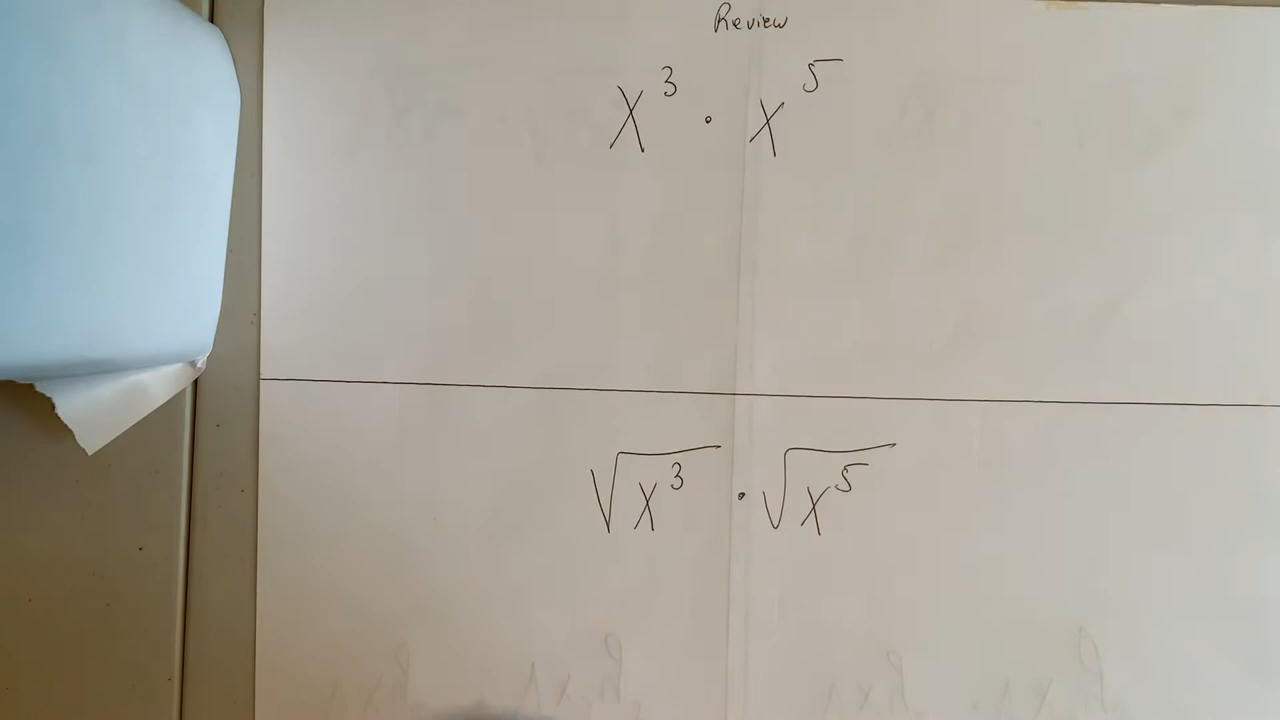 Review
x³ · x⁵
√x³ · √x⁵